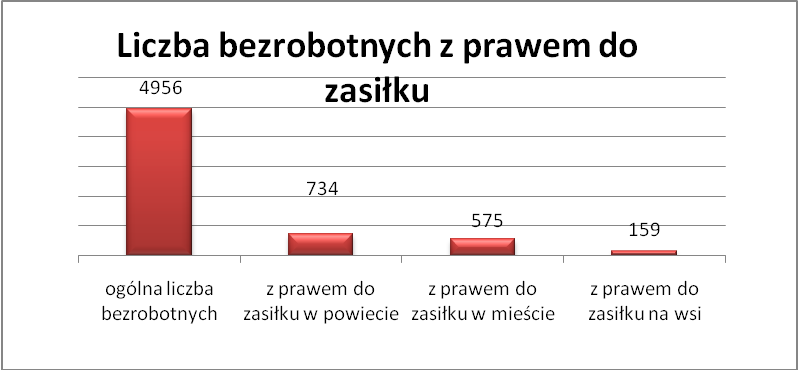 Liczba bezrobotnych z prawem do
zasiłku
4956
734
575
159
ogólna liczba
bezrobotnych
z prawem do
zasiłku w powiecie
z prawem do
zasiłku w mieście
z prawem do
zasiłku na wsi